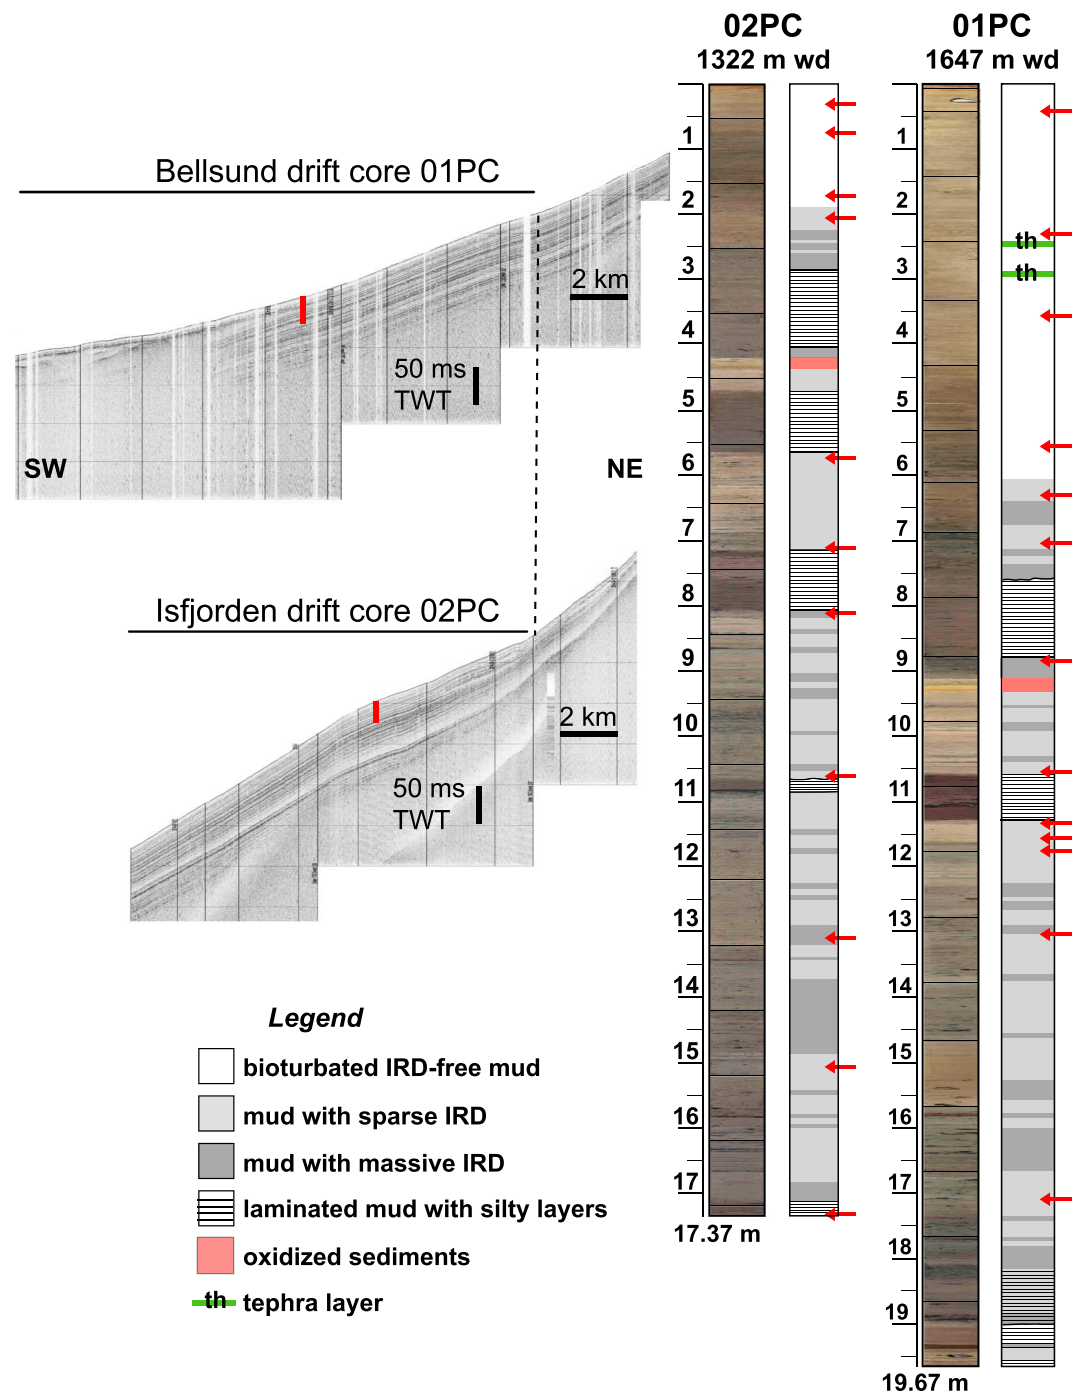 02PC
1322 m wd
01PC
1647 m wd
Bellsund drift core 01PC
2 km
50 ms
TWT
SW
NE
Isfjorden drift core 02PC
2 km
50 ms
TWT
Legend
bioturbated IRD-free mud
mud with sparse IRD
mud with massive IRD
laminated mud with silty layers
oxidized sediments
th tephra layer
1
2
3
4
5
6
7
8
9
10
11
12
13
14
15
16
17
17.37 m
1
2
3
4
5
6
7
8
9
10
11
12
13
14
15
16
17
18
19
19.67 m
th
th